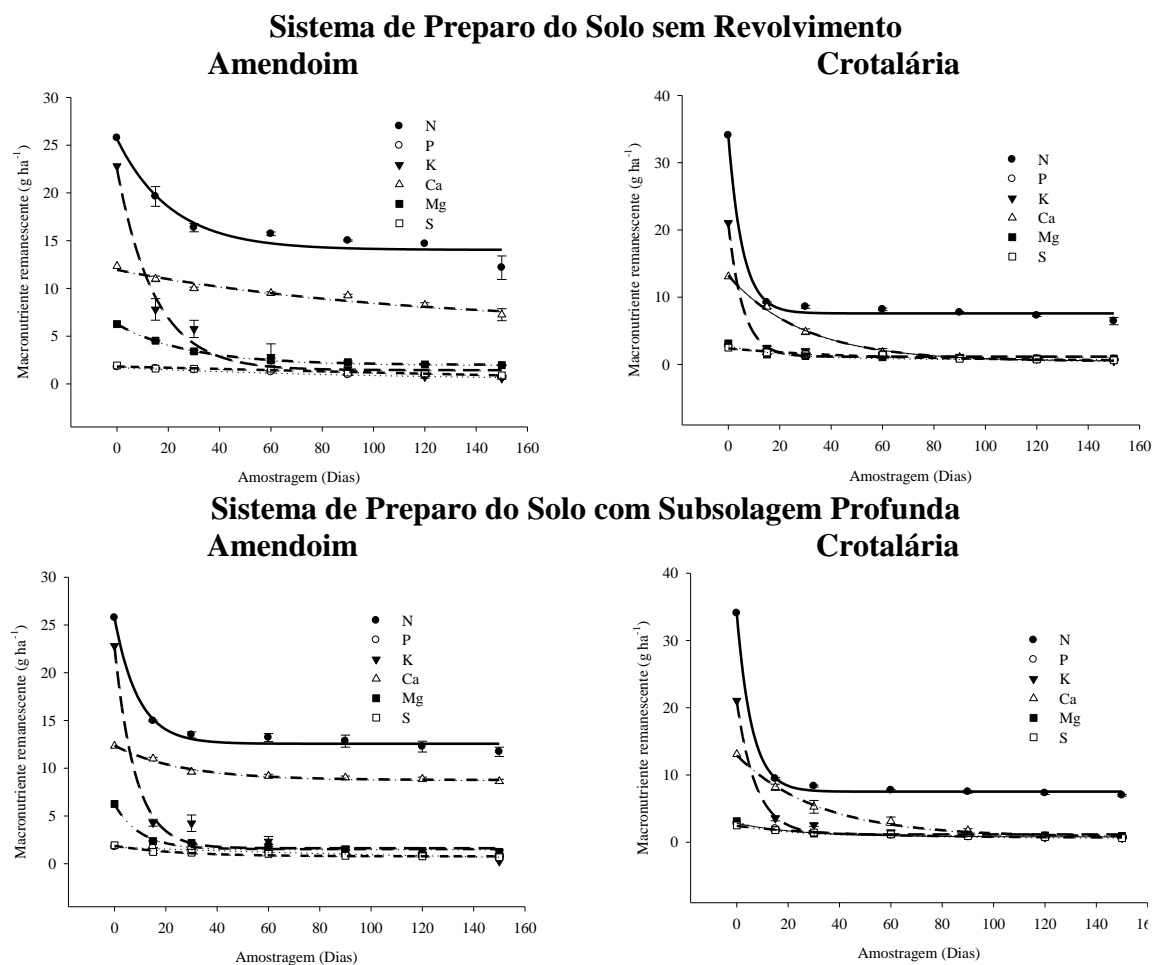 Sistema de Preparo do Solo sem Revolvimento
Amendoim
Crotalária
Macronutriente remanescente (g ha⁻¹)
30
25
20
15
10
5
0
N
P
K
Ca
Mg
S
0 20 40 60 80 100 120 140 160
Amostragem (Dias)
Macronutriente remanescente (g ha⁻¹)
40
30
20
10
0
N
P
K
Ca
Mg
S
0 20 40 60 80 100 120 140 160
Amostragem (Dias)
Sistema de Preparo do Solo com Subsolagem Profunda
Amendoim
Crotalária
Macronutriente remanescente (g ha⁻¹)
30
25
20
15
10
5
0
N
P
K
Ca
Mg
S
0 20 40 60 80 100 120 140 160
Amostragem (Dias)
Macronutriente remanescente (g ha⁻¹)
40
30
20
10
0
N
P
K
Ca
Mg
S
0 20 40 60 80 100 120 140
Amostragem (Dias)